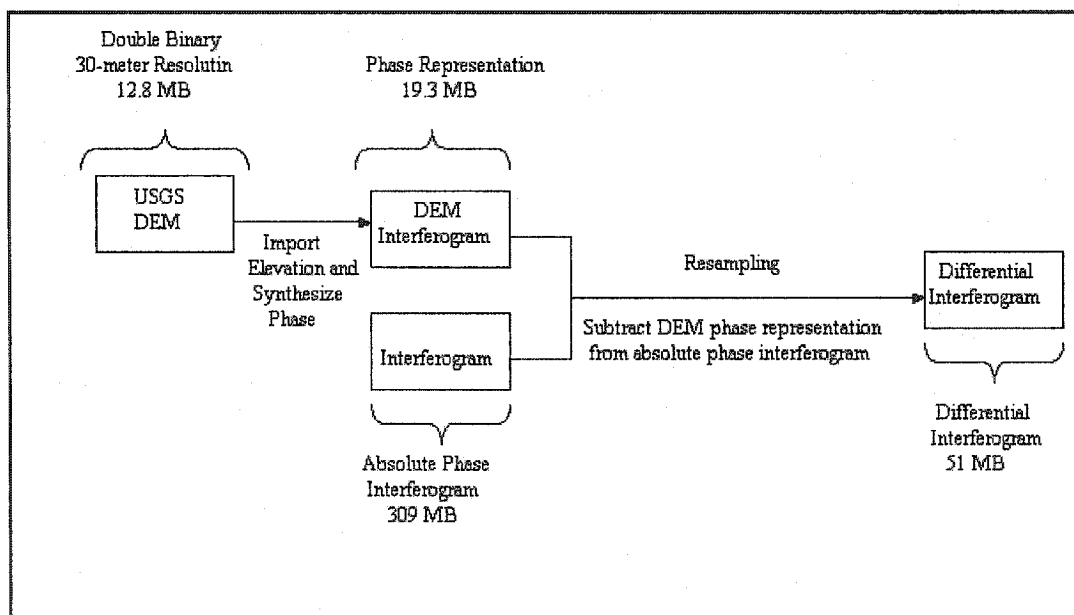 Double Binary
30-meter Resolutin
12.8 MB
Phase Representation
19.3 MB
USGS
DEM
Import
Elevation and
Synthesize
Phase
DEM
Interferogram
Interferogram
Absolute Phase
Interferogram
309 MB
Resampling
Subtract DEM phase representation
from absolute phase interferogram
Differential
Interferogram
Differential
Interferogram
51 MB